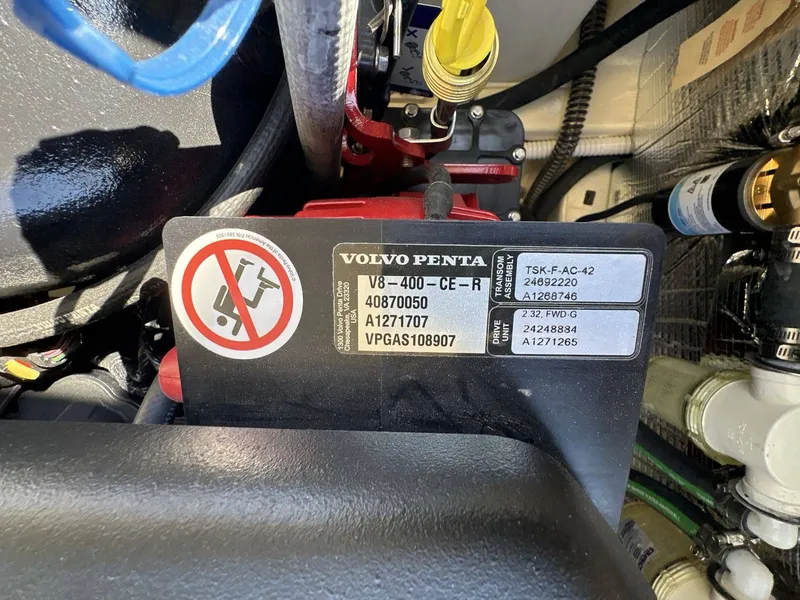 VOLVO PENTA
V8-400-CE-R
40870050
A1271707
VPGAS108907
1300 Volvo Penta Drive
Chesapeake, VA 23320
USA
TRANSOM
ASSEMBLY
TSK-F-AC-42
24692220
A1268746
DRIVE
UNIT
2.32, FWD-G
24248884
A1271265